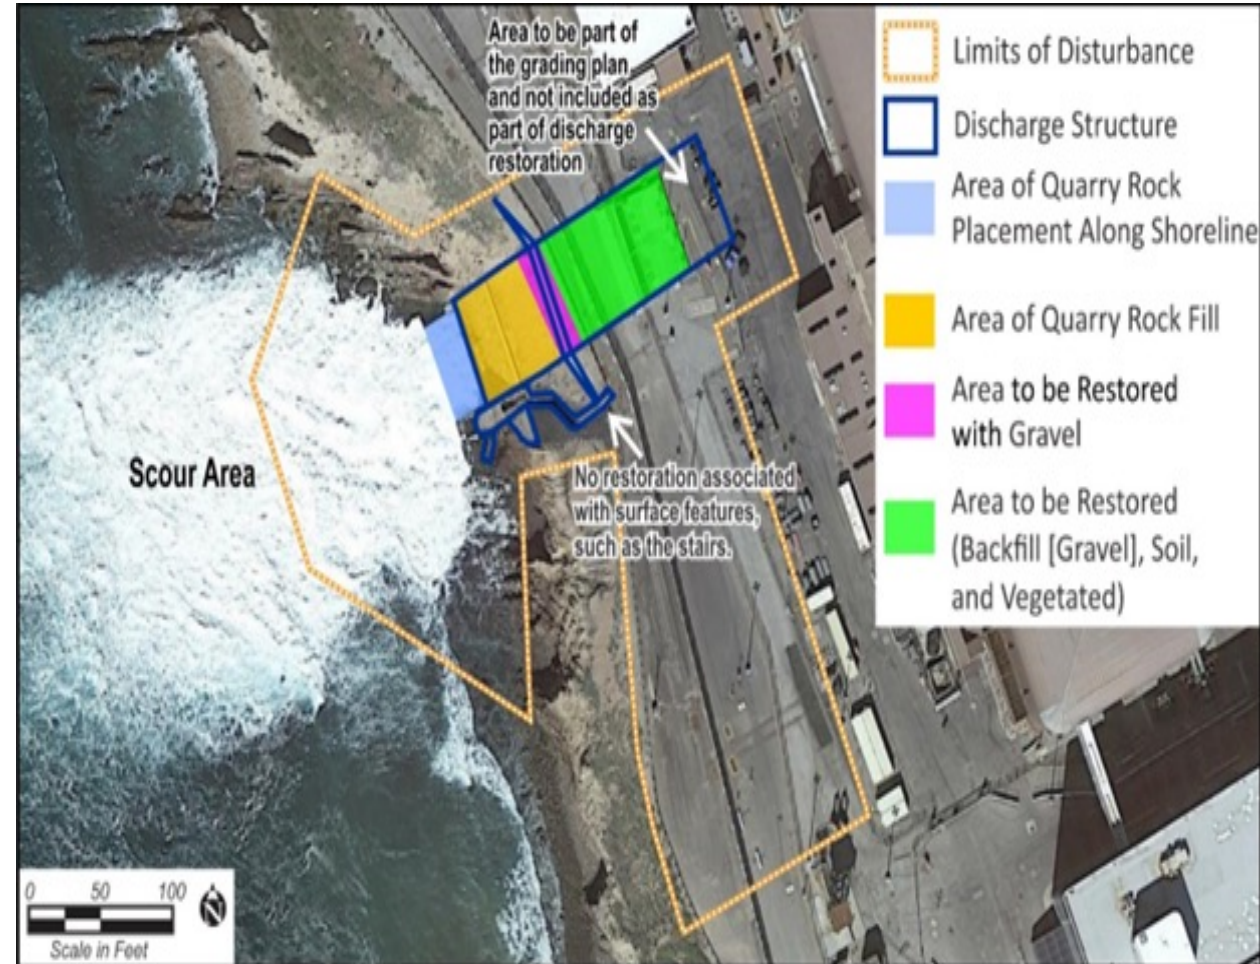 Area to be part of
the grading plan
and not included as
part of discharge
restoration
Limits of Disturbance
Discharge Structure
Area of Quarry Rock
Placement Along Shoreline
Area of Quarry Rock Fill
Area to be Restored
with Gravel
Area to be Restored
(Backfill [Gravel], Soil,
and Vegetated)
Scour Area
No restoration associated
with surface features,
such as the stairs.
0 50 100
N
Scale in Feet